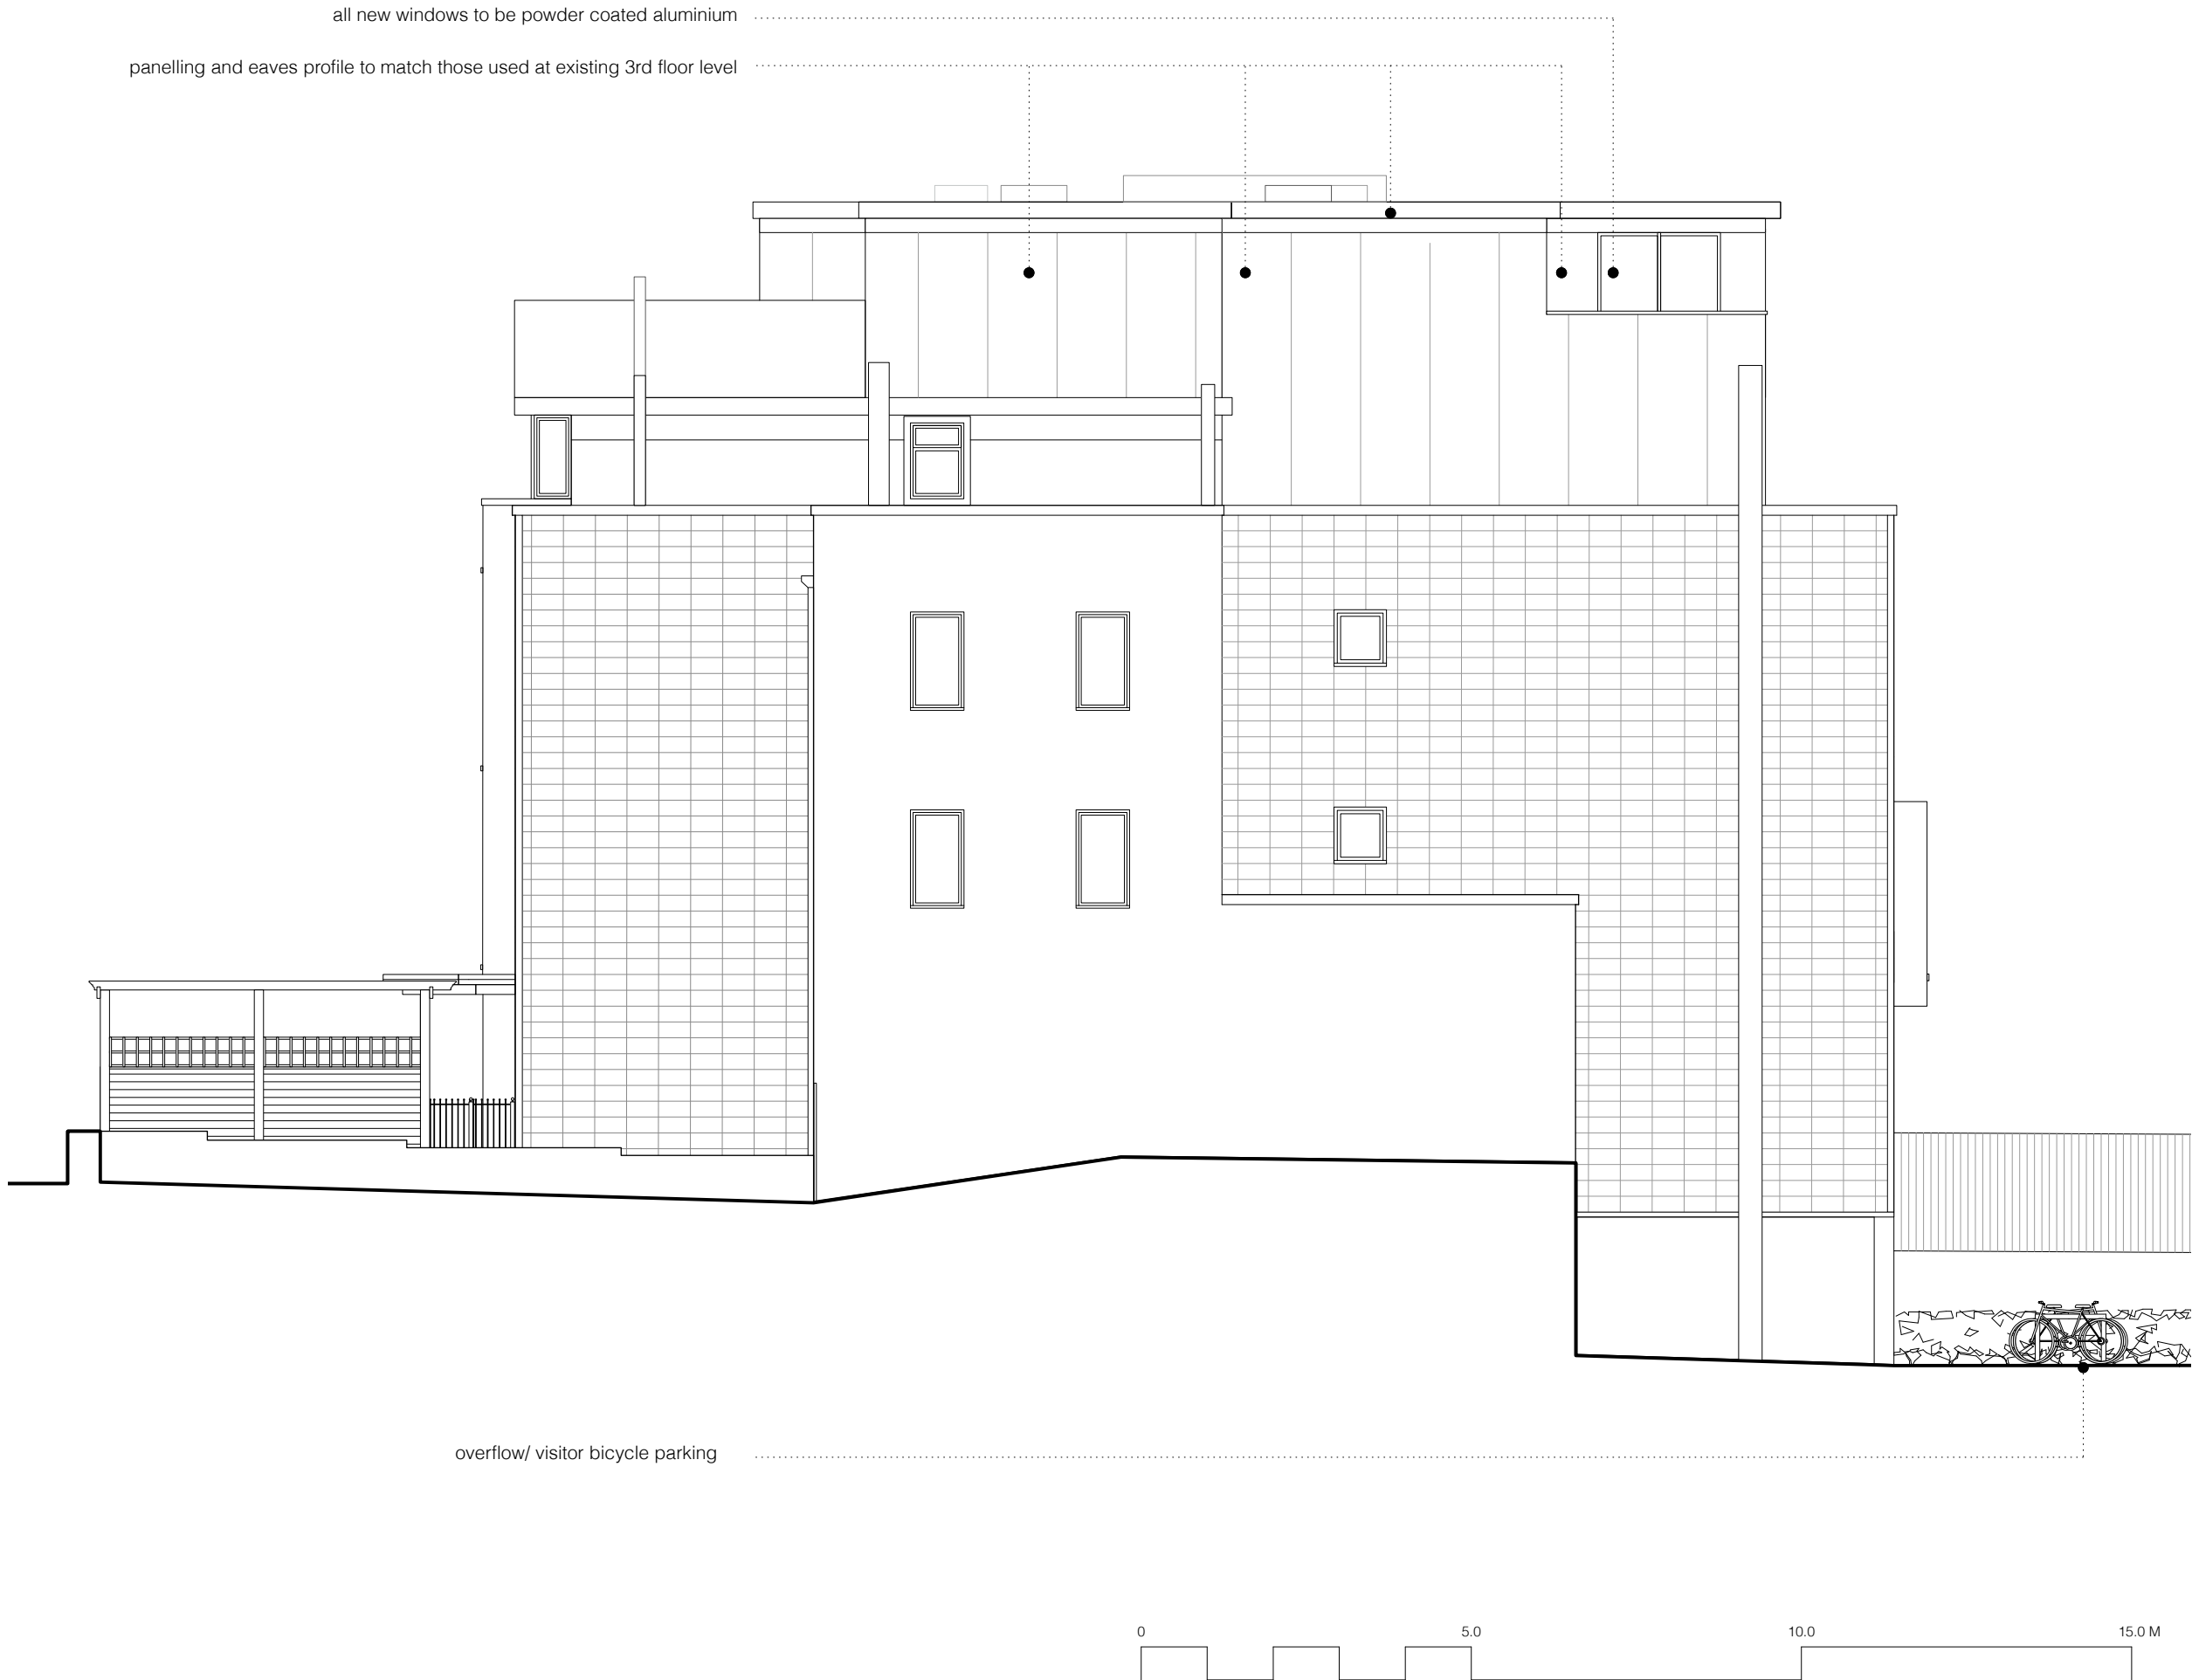 all new windows to be powder coated aluminium
panelling and eaves profile to match those used at existing 3rd floor level
overflow/ visitor bicycle parking
0 5.0 10.0 15.0 M